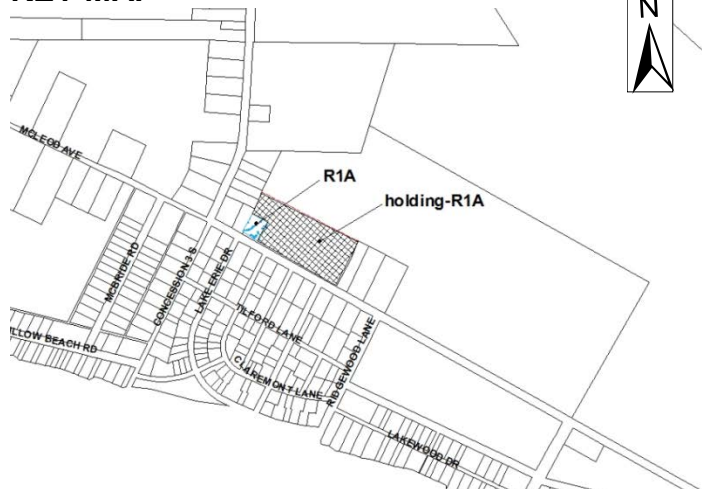 N
MCLEOD AVE
R1A
holding-R1A
MCBRIDE RD
CONCESSION 3 S
LAKE ERIE DR
TILFORD LANE
CLAREMONT LANE
RIDGEWOOD LANE
LLOW BEACH RD
LAKEWOOD DR